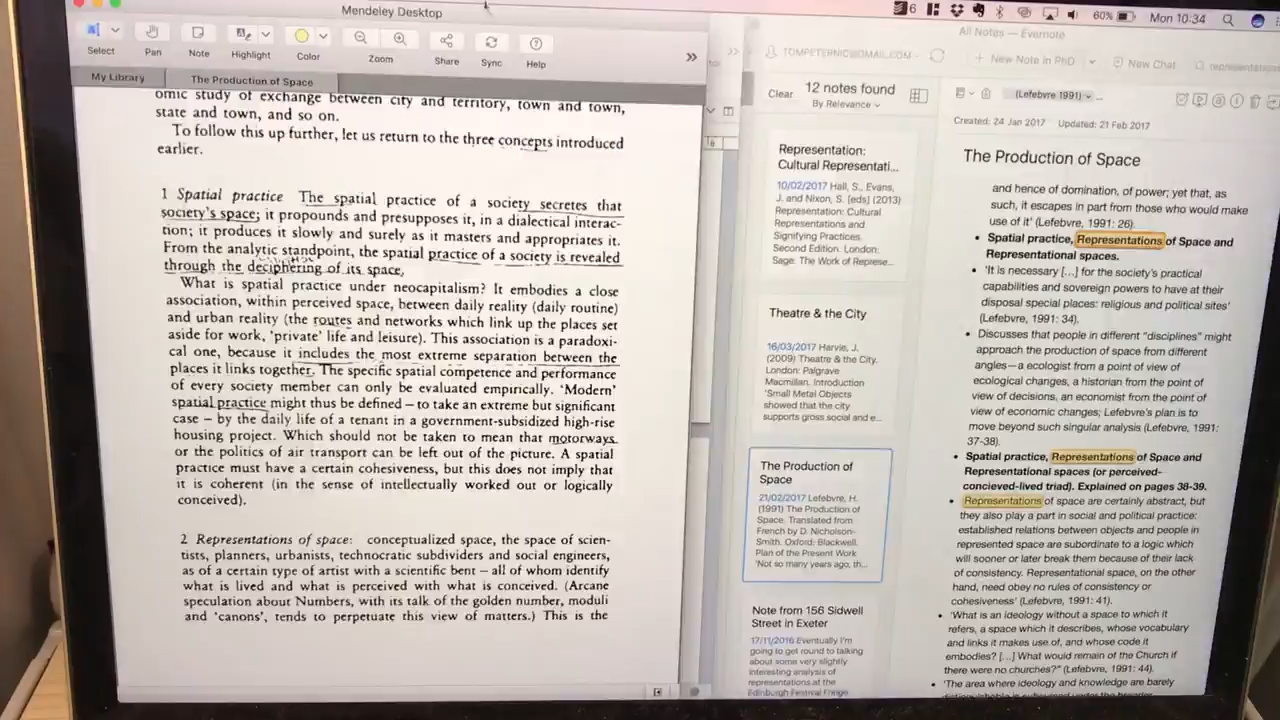 Mendeley Desktop
6
60%
Mon 10:34
Select
Pan
Note
Highlight
Color
Zoom
Share
Sync
Help
My Library
The Production of Space
omic study of exchange between city and territory, town and town,
state and town, and so on.
To follow this up further, let us return to the three concepts introduced
earlier.
1 Spatial practice The spatial practice of a society secretes that
society's space; it propounds and presupposes it, in a dialectical interac-
tion; it produces it slowly and surely as it masters and appropriates it.
From the analytic standpoint, the spatial practice of a society is revealed
through the deciphering of its space,
What is spatial practice under neocapitalism? It embodies a close
association, within perceived space, between daily reality (daily routine)
and urban reality (the routes and networks which link up the places set
aside for work, 'private' life and leisure). This association is a paradoxi-
cal one, because it includes the most extreme separation between the
places it links together. The specific spatial competence and performance
of every society member can only be evaluated empirically. 'Modern'
spatial practice might thus be defined – to take an extreme but significant
case – by the daily life of a tenant in a government-subsidized high-rise
housing project. Which should not be taken to mean that motorways
or the politics of air transport can be left out of the picture. A spatial
practice must have a certain cohesiveness, but this does not imply that
it is coherent (in the sense of intellectually worked out or logically
conceived).
2 Representations of space: conceptualized space, the space of scien-
tists, planners, urbanists, technocratic subdividers and social engineers,
as of a certain type of artist with a scientific bent – all of whom identify
what is lived and what is perceived with what is conceived. (Arcane
speculation about Numbers, with its talk of the golden number, moduli
and 'canons', tends to perpetuate this view of matters.) This is the
All Notes — Evernote
TOMPETERNIC@GMAIL.COM
+ New Note in PhD
New Chat
representations
Clear
12 notes found
By Relevance
Representation:
Cultural Representati...
10/02/2017 Hall, S., Evans,
J. and Nixon, S. [eds] (2013)
Representation: Cultural
Representations and
Signifying Practices.
Second Edition. London:
Sage: The Work of Represe...
Theatre & the City
16/03/2017 Harvie, J.
(2009) Theatre & the City.
London: Palgrave
Macmillan. Introduction
'Small Metal Objects
showed that the city
supports gross social and e...
The Production of
Space
21/02/2017 Lefebvre, H.
(1991) The Production of
Space. Translated from
French by D. Nicholson-
Smith. Oxford: Blackwell.
Plan of the Present Work
'Not so many years ago, th...
Note from 156 Sidwell
Street in Exeter
17/11/2016 Eventually I'm
going to get round to talking
about some very slightly
interesting analysis of
representations at the
Edinburgh Festival Fringe
(Lefebvre 1991)
Created: 24 Jan 2017 Updated: 21 Feb 2017
The Production of Space
and hence of domination, of power; yet that, as
such, it escapes in part from those who would make
use of it' (Lefebvre, 1991: 26).
• Spatial practice, Representations of Space and
Representational spaces.
• 'It is necessary [...] for the society's practical
capabilities and sovereign powers to have at their
disposal special places: religious and political sites'
(Lefebvre, 1991: 34).
• Discusses that people in different "disciplines" might
approach the production of space from different
angles—a ecologist from a point of view of
ecological changes, a historian from the point of
view of decisions, an economist from the point of
view of economic changes; Lefebvre's plan is to
move beyond such singular analysis (Lefebvre, 1991:
37-38).
• Spatial practice, Representations of Space and
Representational spaces (or perceived-
concieved-lived triad). Explained on pages 38-39.
• Representations of space are certainly abstract, but
they also play a part in social and political practice:
established relations between objects and people in
represented space are subordinate to a logic which
will sooner or later break them because of their lack
of consistency. Representational space, on the other
hand, need obey no rules of consistency or
cohesiveness' (Lefebvre, 1991: 41).
• 'What is an ideology without a space to which it
refers, a space which it describes, whose vocabulary
and links it makes use of, and whose code it
embodies? [...] What would remain of the Church if
there were no churches?" (Lefebvre, 1991: 44).
• 'The area where ideology and knowledge are barely